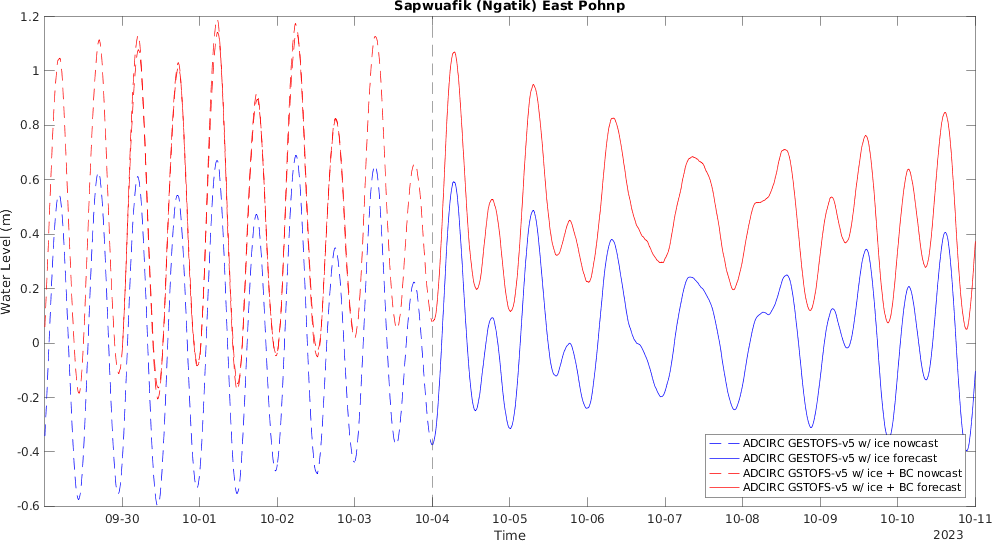 Sapwuafik (Ngatik) East Pohnp
Water Level (m)
1.2
1
0.8
0.6
0.4
0.2
0
-0.2
-0.4
-0.6
ADCIRC GESTOFS-v5 w/ ice nowcast
ADCIRC GESTOFS-v5 w/ ice forecast
ADCIRC GSTOFS-v5 w/ ice + BC nowcast
ADCIRC GSTOFS-v5 w/ ice + BC forecast
09-30 10-01 10-02 10-03 10-04 10-05 10-06 10-07 10-08 10-09 10-10 10-11
Time
2023